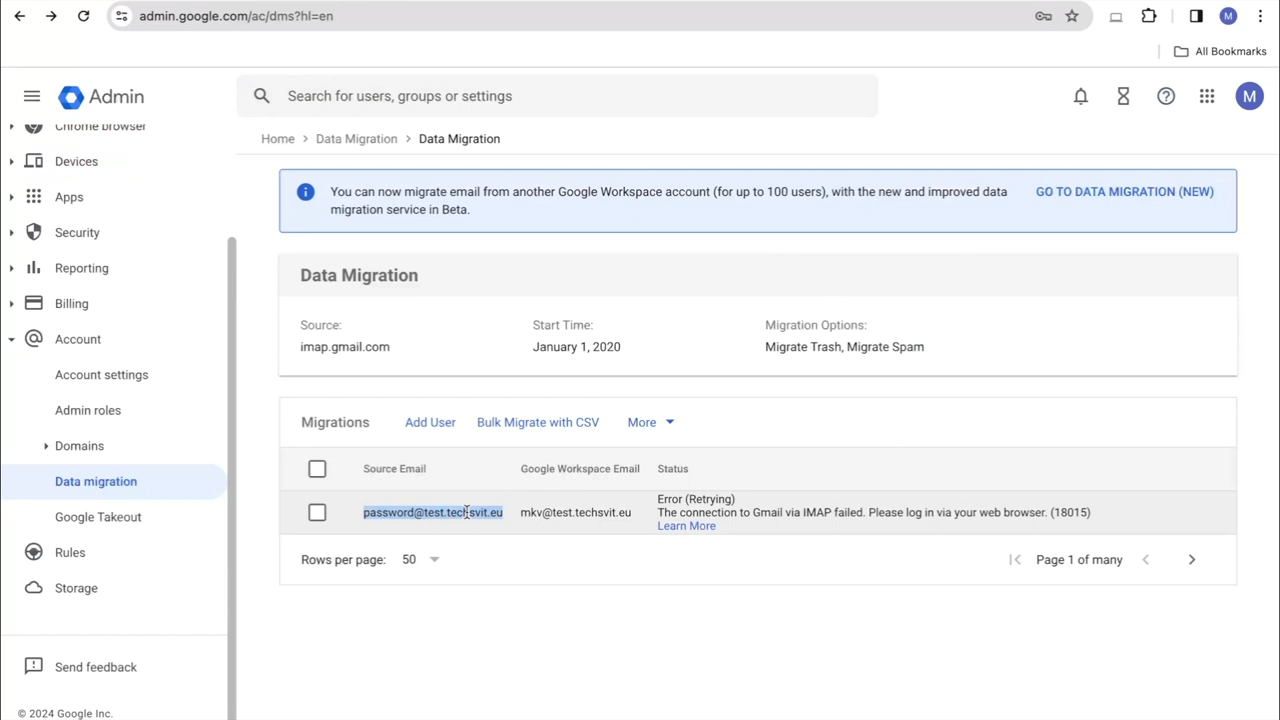 admin.google.com/ac/dms?hl=en
M
All Bookmarks
Admin
Search for users, groups or settings
M
Chrome browser
Devices
Apps
Security
Reporting
Billing
Account
Account settings
Admin roles
Domains
Data migration
Google Takeout
Rules
Storage
Send feedback
© 2024 Google Inc.
Home > Data Migration > Data Migration
You can now migrate email from another Google Workspace account (for up to 100 users), with the new and improved data
migration service in Beta.
GO TO DATA MIGRATION (NEW)
Data Migration
Source: Start Time: Migration Options:
imap.gmail.com January 1, 2020 Migrate Trash, Migrate Spam
Migrations Add User Bulk Migrate with CSV More
Source Email Google Workspace Email Status
Error (Retrying)
password@test.techsvit.eu mkv@test.techsvit.eu The connection to Gmail via IMAP failed. Please log in via your web browser. (18015)
Learn More
Rows per page: 50 Page 1 of many